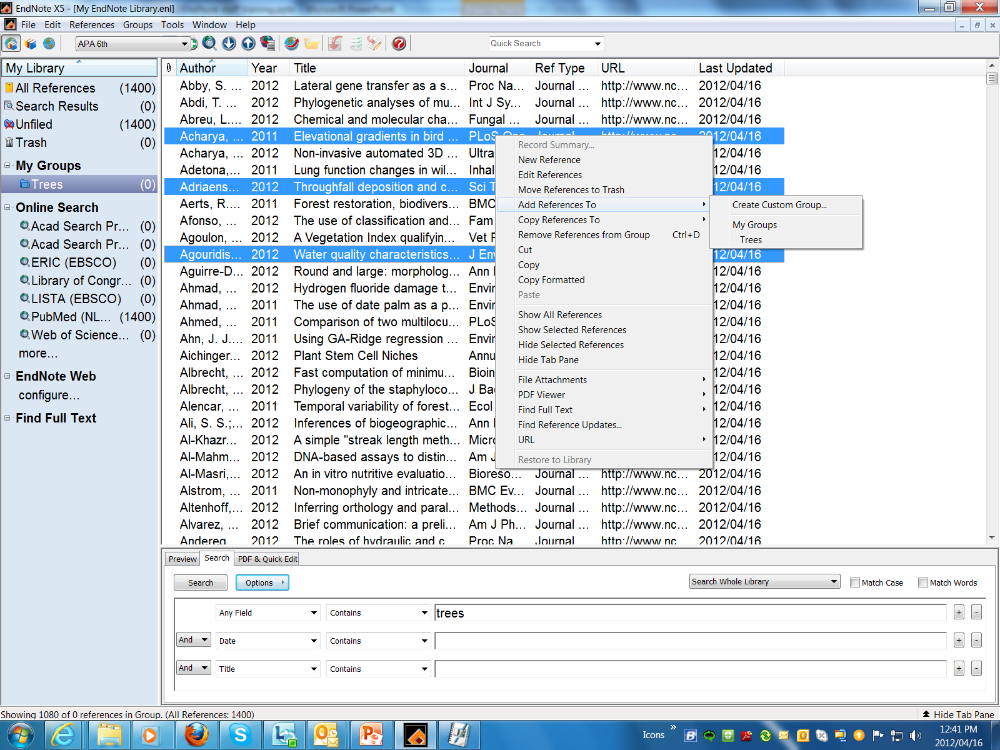 EndNote X5 - [My EndNote Library.enl]
File Edit References Groups Tools Window Help
APA 6th
Quick Search
My Library
All References (1400)
Search Results (0)
Unfiled (1400)
Trash (0)
My Groups
Trees (0)
Online Search
Acad Search Pr... (0)
Acad Search Pr... (0)
ERIC (EBSCO) (0)
Library of Congr... (0)
LISTA (EBSCO) (0)
PubMed (NL... (1400)
Web of Science... (0)
more...
EndNote Web
configure...
Find Full Text
Author Year Title Journal Ref Type URL Last Updated
Abby, S. ... 2012 Lateral gene transfer as a s... Proc Na... Journal ... http://www.nc... 2012/04/16
Abdi, T. ... 2012 Phylogenetic analyses of mu... Int J Sy... Journal ... http://www.nc... 2012/04/16
Abreu, L.... 2012 Chemical and molecular cha... Fungal ... Journal ... http://www.nc... 2012/04/16
Acharya, ... 2011 Elevational gradients in bird ... PLoS One Journal ... http://www.nc... 2012/04/16
Acharya, ... 2012 Non-invasive automated 3D ... Ultra 12/04/16
Adetona,... 2011 Lung function changes in wil... Inhal 12/04/16
Adriaens... 2012 Throughfall deposition and c... Sci T 12/04/16
Aerts, R.... 2012 Forest restoration, biodivers... BMC 12/04/16
Afonso, ... 2012 The use of classification and... Fam 12/04/16
Agoulon, ... 2012 A Vegetation Index qualifyin... Vet P 12/04/16
Agouridis... 2012 Water quality characteristics... J Env 12/04/16
Aguirre-D... 2012 Round and large: morpholog... Ann 12/04/16
Ahmad, ... 2012 Hydrogen fluoride damage t... Envir 12/04/16
Ahmad, ... 2011 The use of date palm as a p... Envir 12/04/16
Ahmed, ... 2011 Comparison of two multilocu... PLoS 12/04/16
Ahn, J. J.... 2011 Using GA-Ridge regression ... Envir 12/04/16
Aichinger... 2012 Plant Stem Cell Niches Annu 12/04/16
Albrecht, ... 2012 Fast computation of minimu... Bioin 12/04/16
Albrecht, ... 2012 Phylogeny of the staphyloco... J Bac 12/04/16
Alencar, ... 2011 Temporal variability of forest... Ecol 12/04/16
Ali, S. S.;... 2012 Inferences of biogeographic... Ann 12/04/16
Al-Khazr... 2012 A simple "streak length meth... Micro 12/04/16
Al-Mahm... 2012 DNA-based assays to distin... Am J 12/04/16
Al-Masri,... 2012 An in vitro nutritive evaluatio... Bioreso... Journal ... http://www.nc... 2012/04/16
Alstrom, ... 2011 Non-monophyly and intricate... BMC Ev... Journal ... http://www.nc... 2012/04/16
Altenhoff,... 2012 Inferring orthology and paral... Methods... Journal ... http://www.nc... 2012/04/16
Alvarez, ... 2012 Brief communication: a preli... Am J Ph... Journal ... http://www.nc... 2012/04/16
Andereg 2012 The roles of hydraulic and c Proc Na Journal http://www.nc 2012/04/16
Record Summary...
New Reference
Edit References
Move References to Trash
Add References To
Copy References To
Remove References from Group Ctrl+D
Cut
Copy
Copy Formatted
Paste
Show All References
Show Selected References
Hide Selected References
Hide Tab Pane
File Attachments
PDF Viewer
Find Full Text
Find Reference Updates...
URL
Restore to Library
Create Custom Group...
My Groups
Trees
Preview Search PDF & Quick Edit
Search Options Search Whole Library Match Case Match Words
Any Field Contains trees + -
And Date Contains + -
And Title Contains + -
Showing 1080 of 0 references in Group. (All References: 1400) Hide Tab Pane
Icons »
12:41 PM
2012/04/16